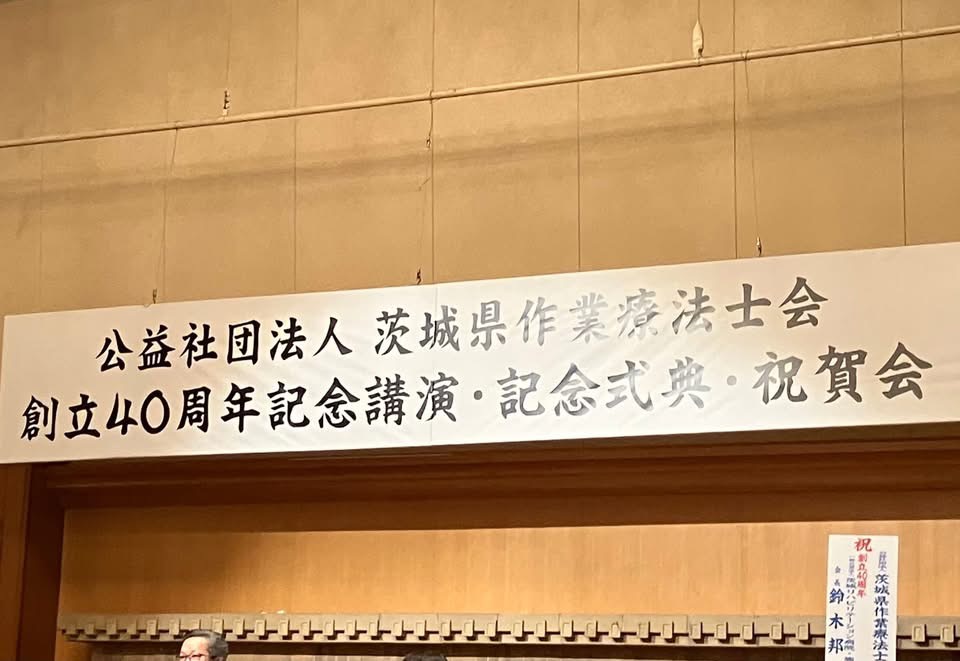 公益社団法人 茨城県作業療法士会
創立40周年記念講演・記念式典・祝賀会
祝
創立40周年
茨城県作業療法士
会長 鈴木邦